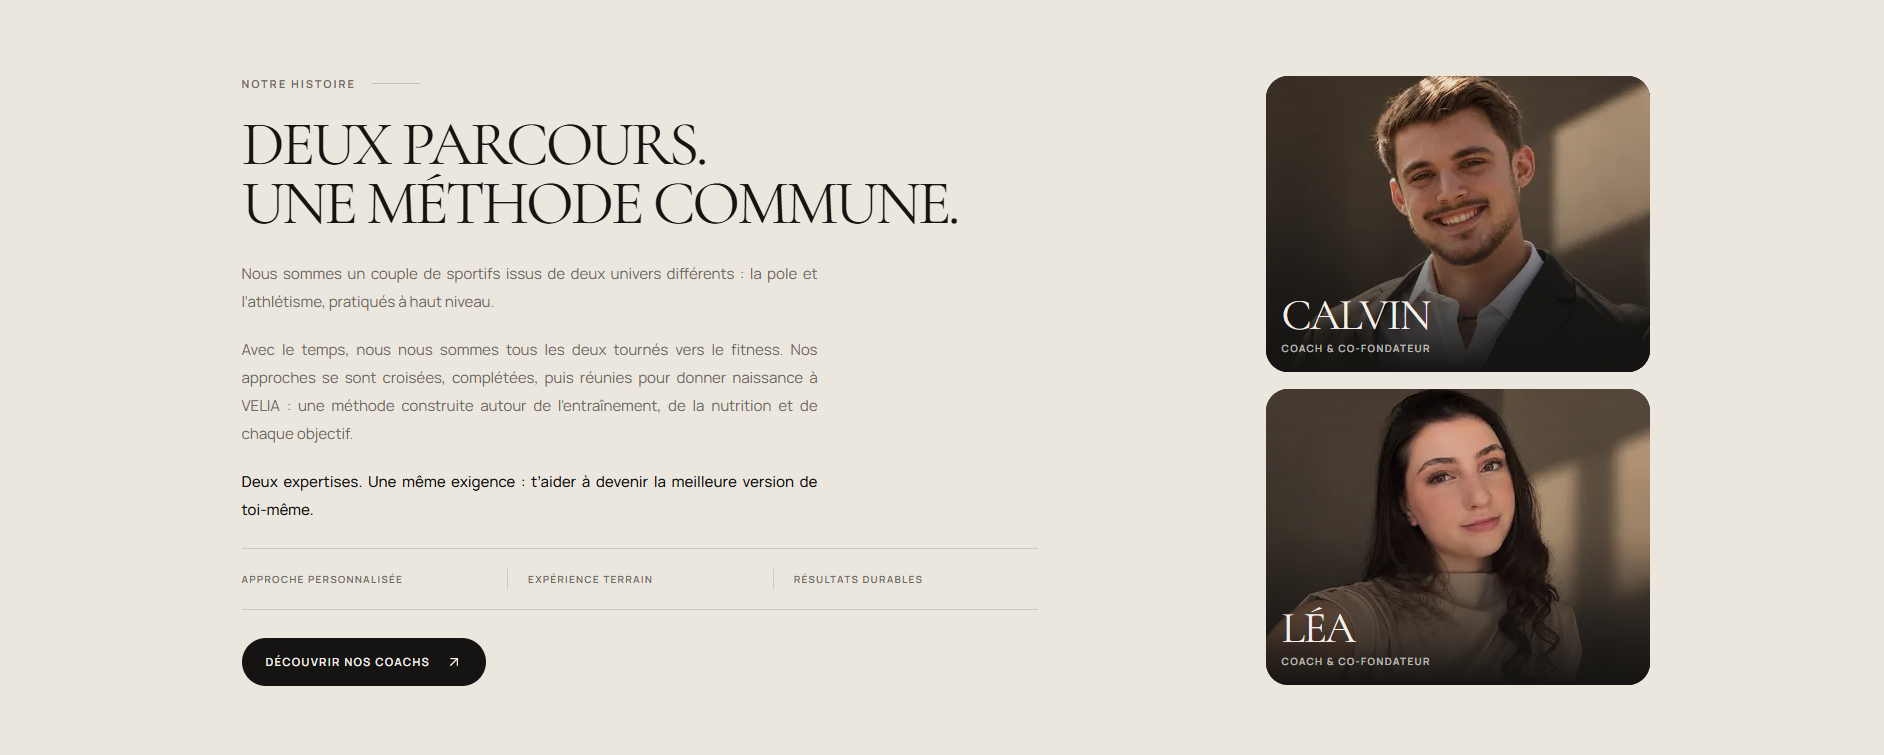 NOTRE HISTOIRE
DEUX PARCOURS.
UNE MÉTHODE COMMUNE.
Nous sommes un couple de sportifs issus de deux univers différents : la pole et
l'athlétisme, pratiqués à haut niveau.
Avec le temps, nous nous sommes tous les deux tournés vers le fitness. Nos
approches se sont croisées, complétées, puis réunies pour donner naissance à
VELIA : une méthode construite autour de l'entraînement, de la nutrition et de
chaque objectif.
Deux expertises. Une même exigence : t'aider à devenir la meilleure version de
toi-même.
APPROCHE PERSONNALISÉE
EXPÉRIENCE TERRAIN
RÉSULTATS DURABLES
DÉCOUVRIR NOS COACHS
CALVIN
COACH & CO-FONDATEUR
LÉA
COACH & CO-FONDATEUR